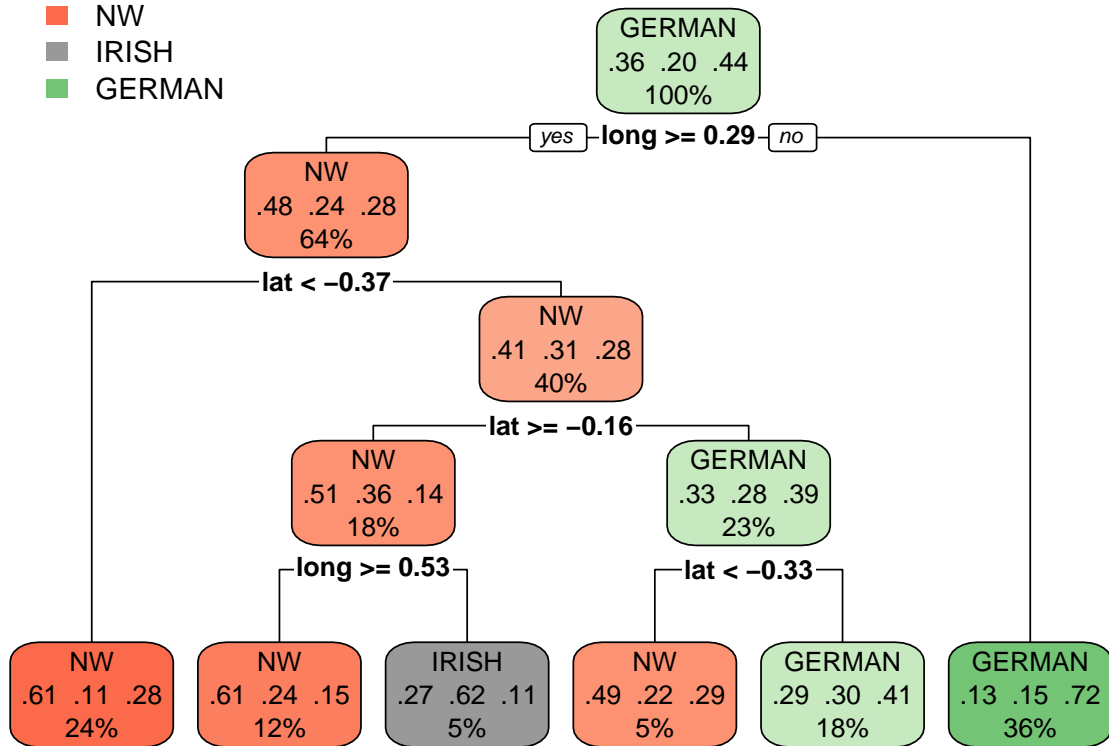 NW
IRISH
GERMAN
GERMAN
.36 .20 .44
100%
yes long >= 0.29 no
NW
.48 .24 .28
64%
lat < −0.37
NW
.41 .31 .28
40%
lat >= −0.16
NW
.51 .36 .14
18%
GERMAN
.33 .28 .39
23%
long >= 0.53
lat < −0.33
NW
.61 .11 .28
24%
NW
.61 .24 .15
12%
IRISH
.27 .62 .11
5%
NW
.49 .22 .29
5%
GERMAN
.29 .30 .41
18%
GERMAN
.13 .15 .72
36%